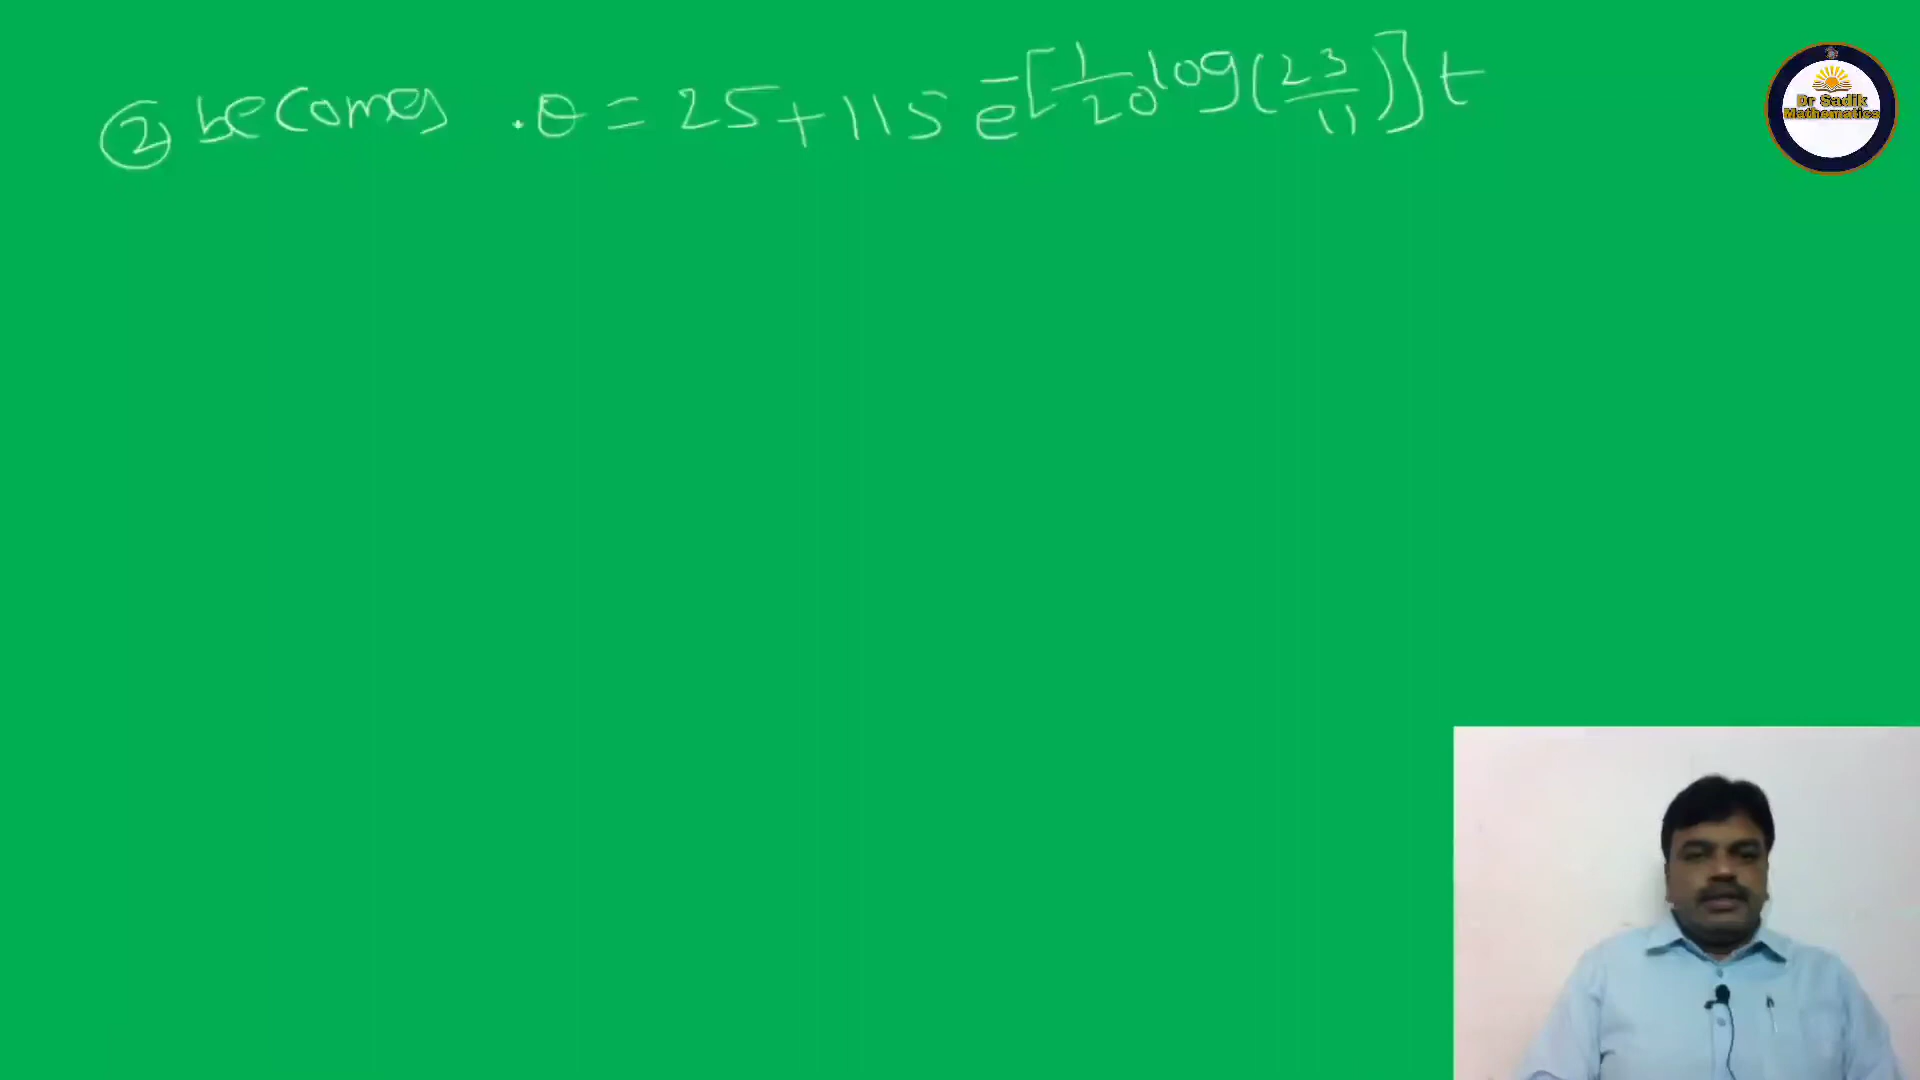 ② becomes . θ = 25 + 115 e^-[1/20 log(23/11)]t
Dr Sadik
Mathematics